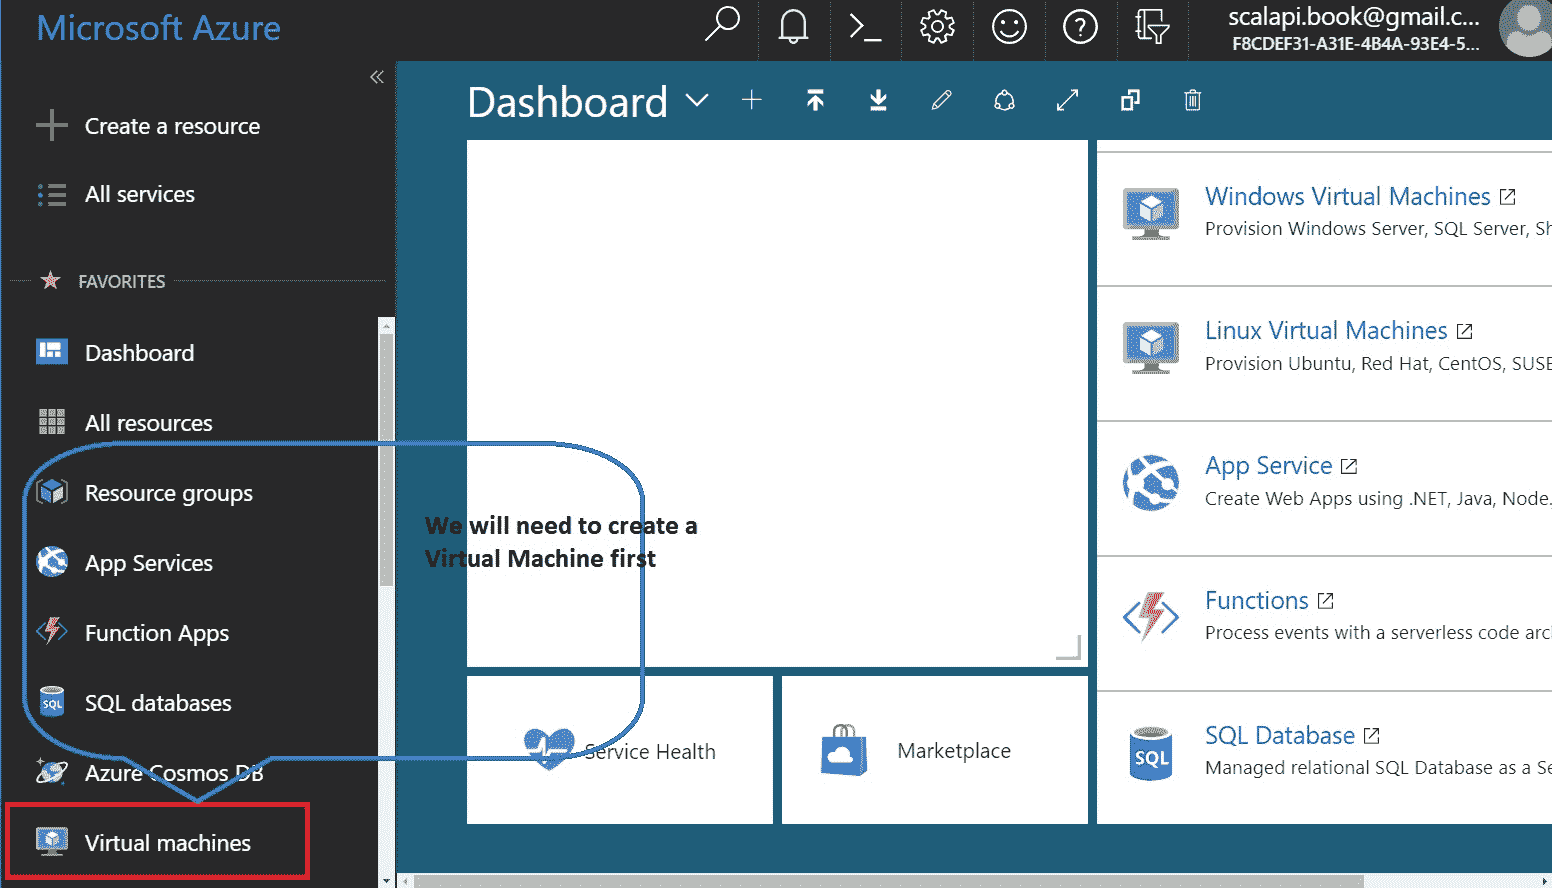 Microsoft Azure
scalapi.book@gmail.c...
F8CDEF31-A31E-4B4A-93E4-5...
Create a resource
All services
FAVORITES
Dashboard
All resources
Resource groups
App Services
Function Apps
SQL databases
Azure Cosmos DB
Virtual machines
Dashboard
We will need to create a
Virtual Machine first
Service Health
Marketplace
Windows Virtual Machines
Provision Windows Server, SQL Server, Sh
Linux Virtual Machines
Provision Ubuntu, Red Hat, CentOS, SUSE
App Service
Create Web Apps using .NET, Java, Node.
Functions
Process events with a serverless code arc
SQL
SQL Database
Managed relational SQL Database as a Se